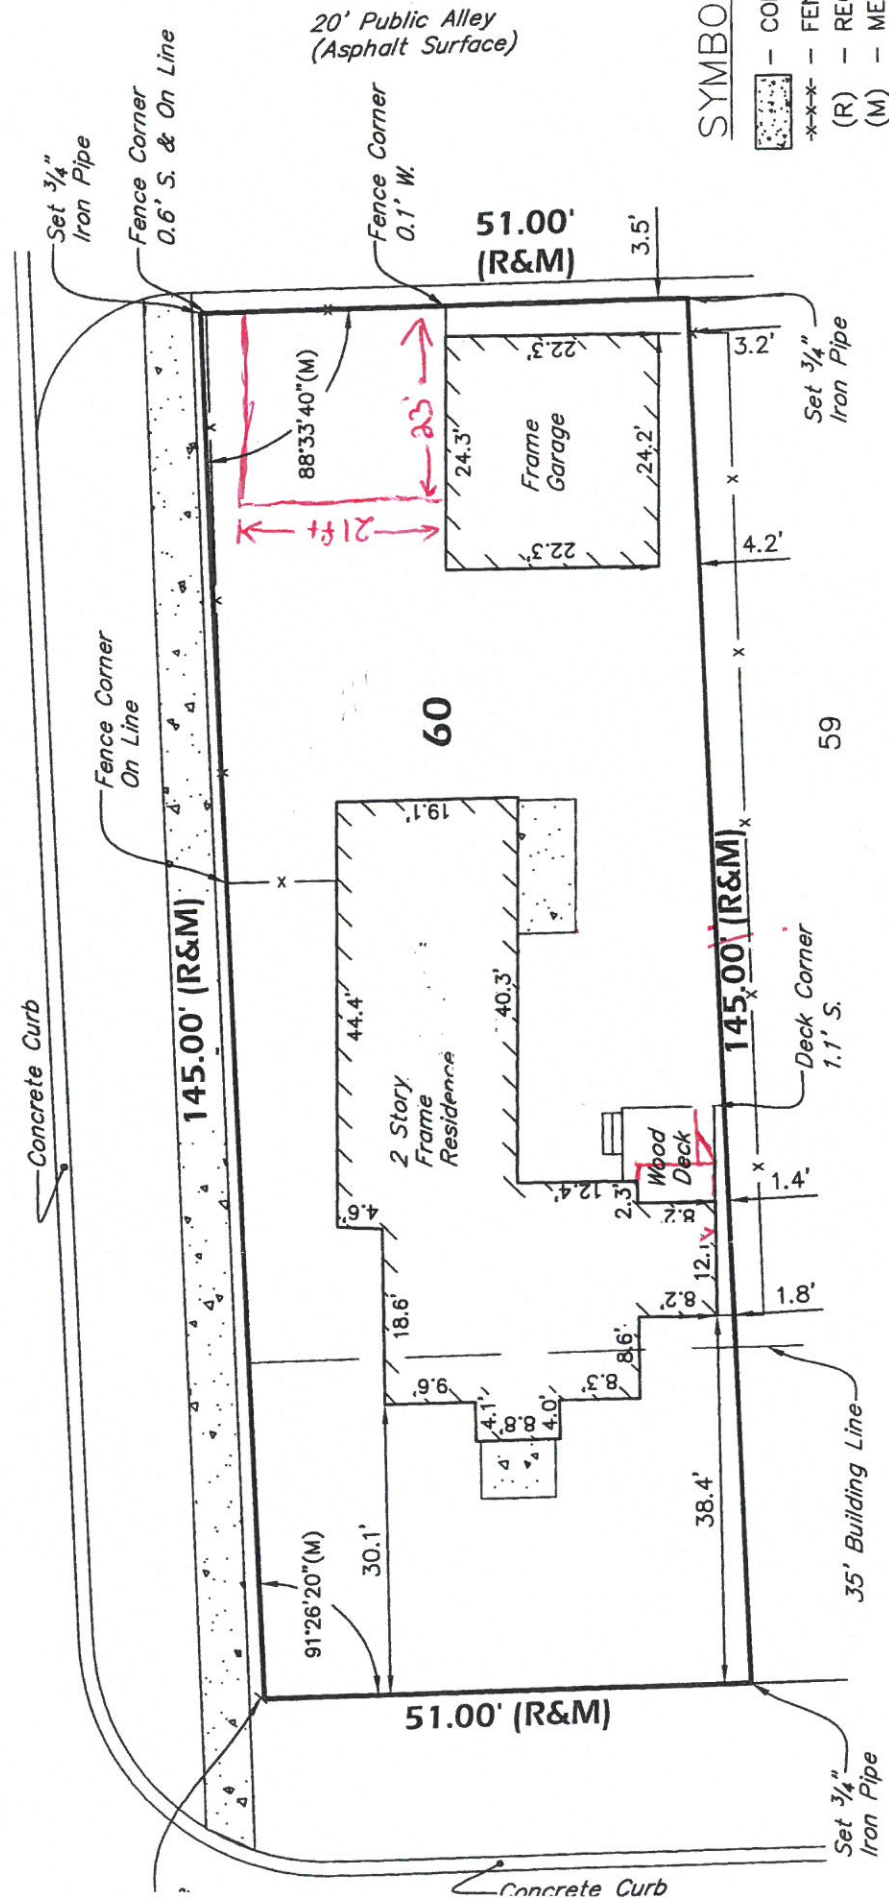 20' Public Alley
(Asphalt Surface)
SYMBO
- CO
-x-x-x- - FEN
(R) - REC
(M) - ME
Set 3/4"
Iron Pipe
Fence Corner
0.6' S. & On Line
Fence Corner
0.1' W.
51.00'
(R&M)
3.5'
3.2'
Set 3/4"
Iron Pipe
88°33'40"(M)
23'
21ft
22.3'
24.3'
Frame
Garage
24.2'
22.3'
4.2'
Fence Corner
On Line
60
59
145.00' (R&M)
19.1'
44.4'
40.3'
2 Story
Frame
Residence
145.00' (R&M)
Deck Corner
1.1' S.
Concrete Curb
4.6'
12.4'
2.3'
Wood
Deck
8.2'
1.4'
18.6'
12.1'
8.2'
1.8'
8.6'
9.6'
8.3'
4.1'
8.8'
4.0'
30.1'
38.4'
35' Building Line
91°26'20"(M)
51.00' (R&M)
Set 3/4"
Iron Pipe
Concrete Curb